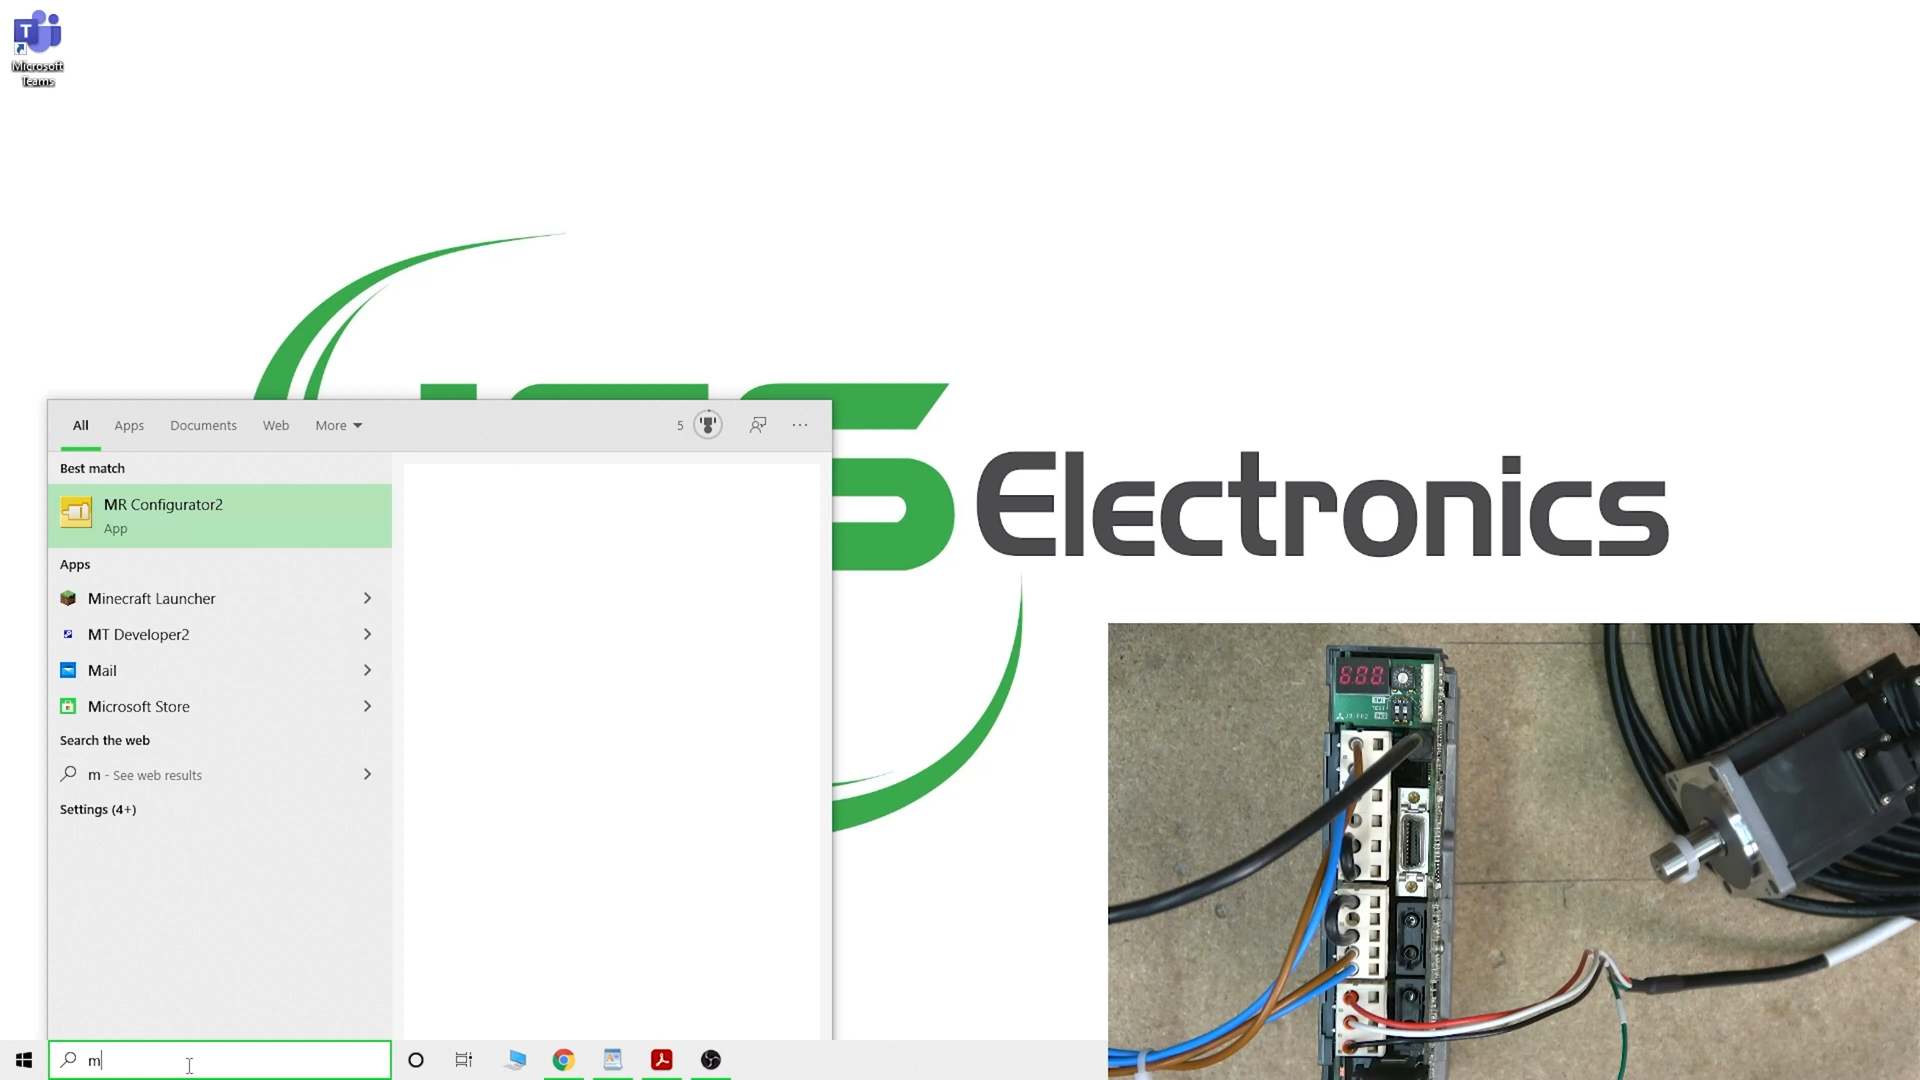 Microsoft
Teams
Electronics
All
Apps
Documents
Web
More
5
Best match
MR Configurator2
App
Apps
Minecraft Launcher
MT Developer2
Mail
Microsoft Store
Search the web
m - See web results
Settings (4+)
m